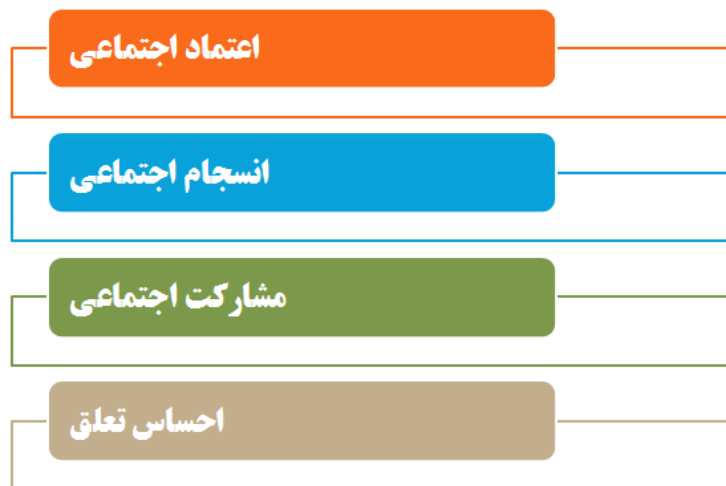 اعتماد اجتماعی
انسجام اجتماعی
مشارکت اجتماعی
احساس تعلق